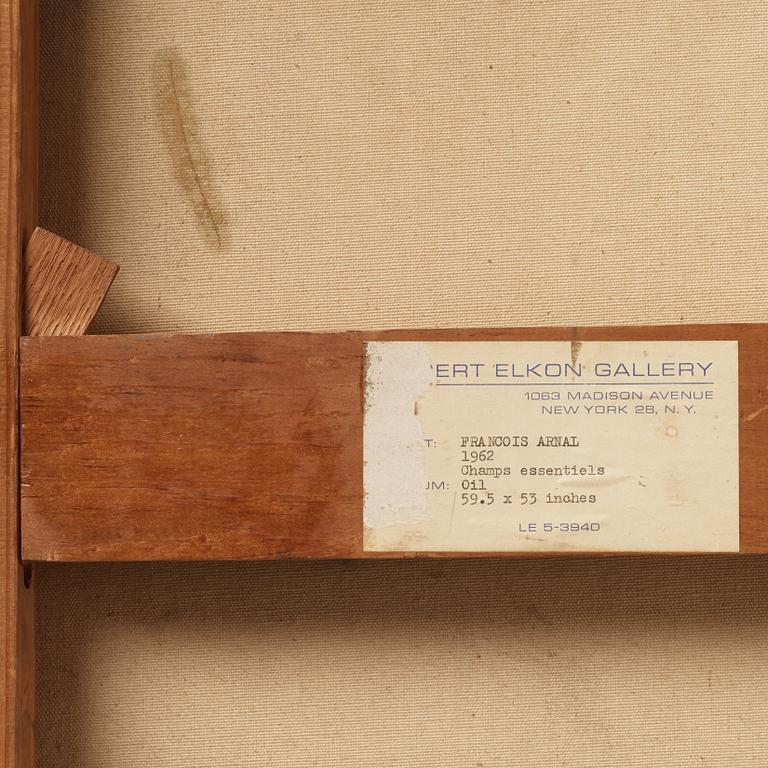 ERT ELKON GALLERY
1063 MADISON AVENUE
NEW YORK 28, N.Y.
T: FRANCOIS ARNAL
1962
Champs essentiels
UM: Oil
59.5 x 53 inches
LE 5-3940